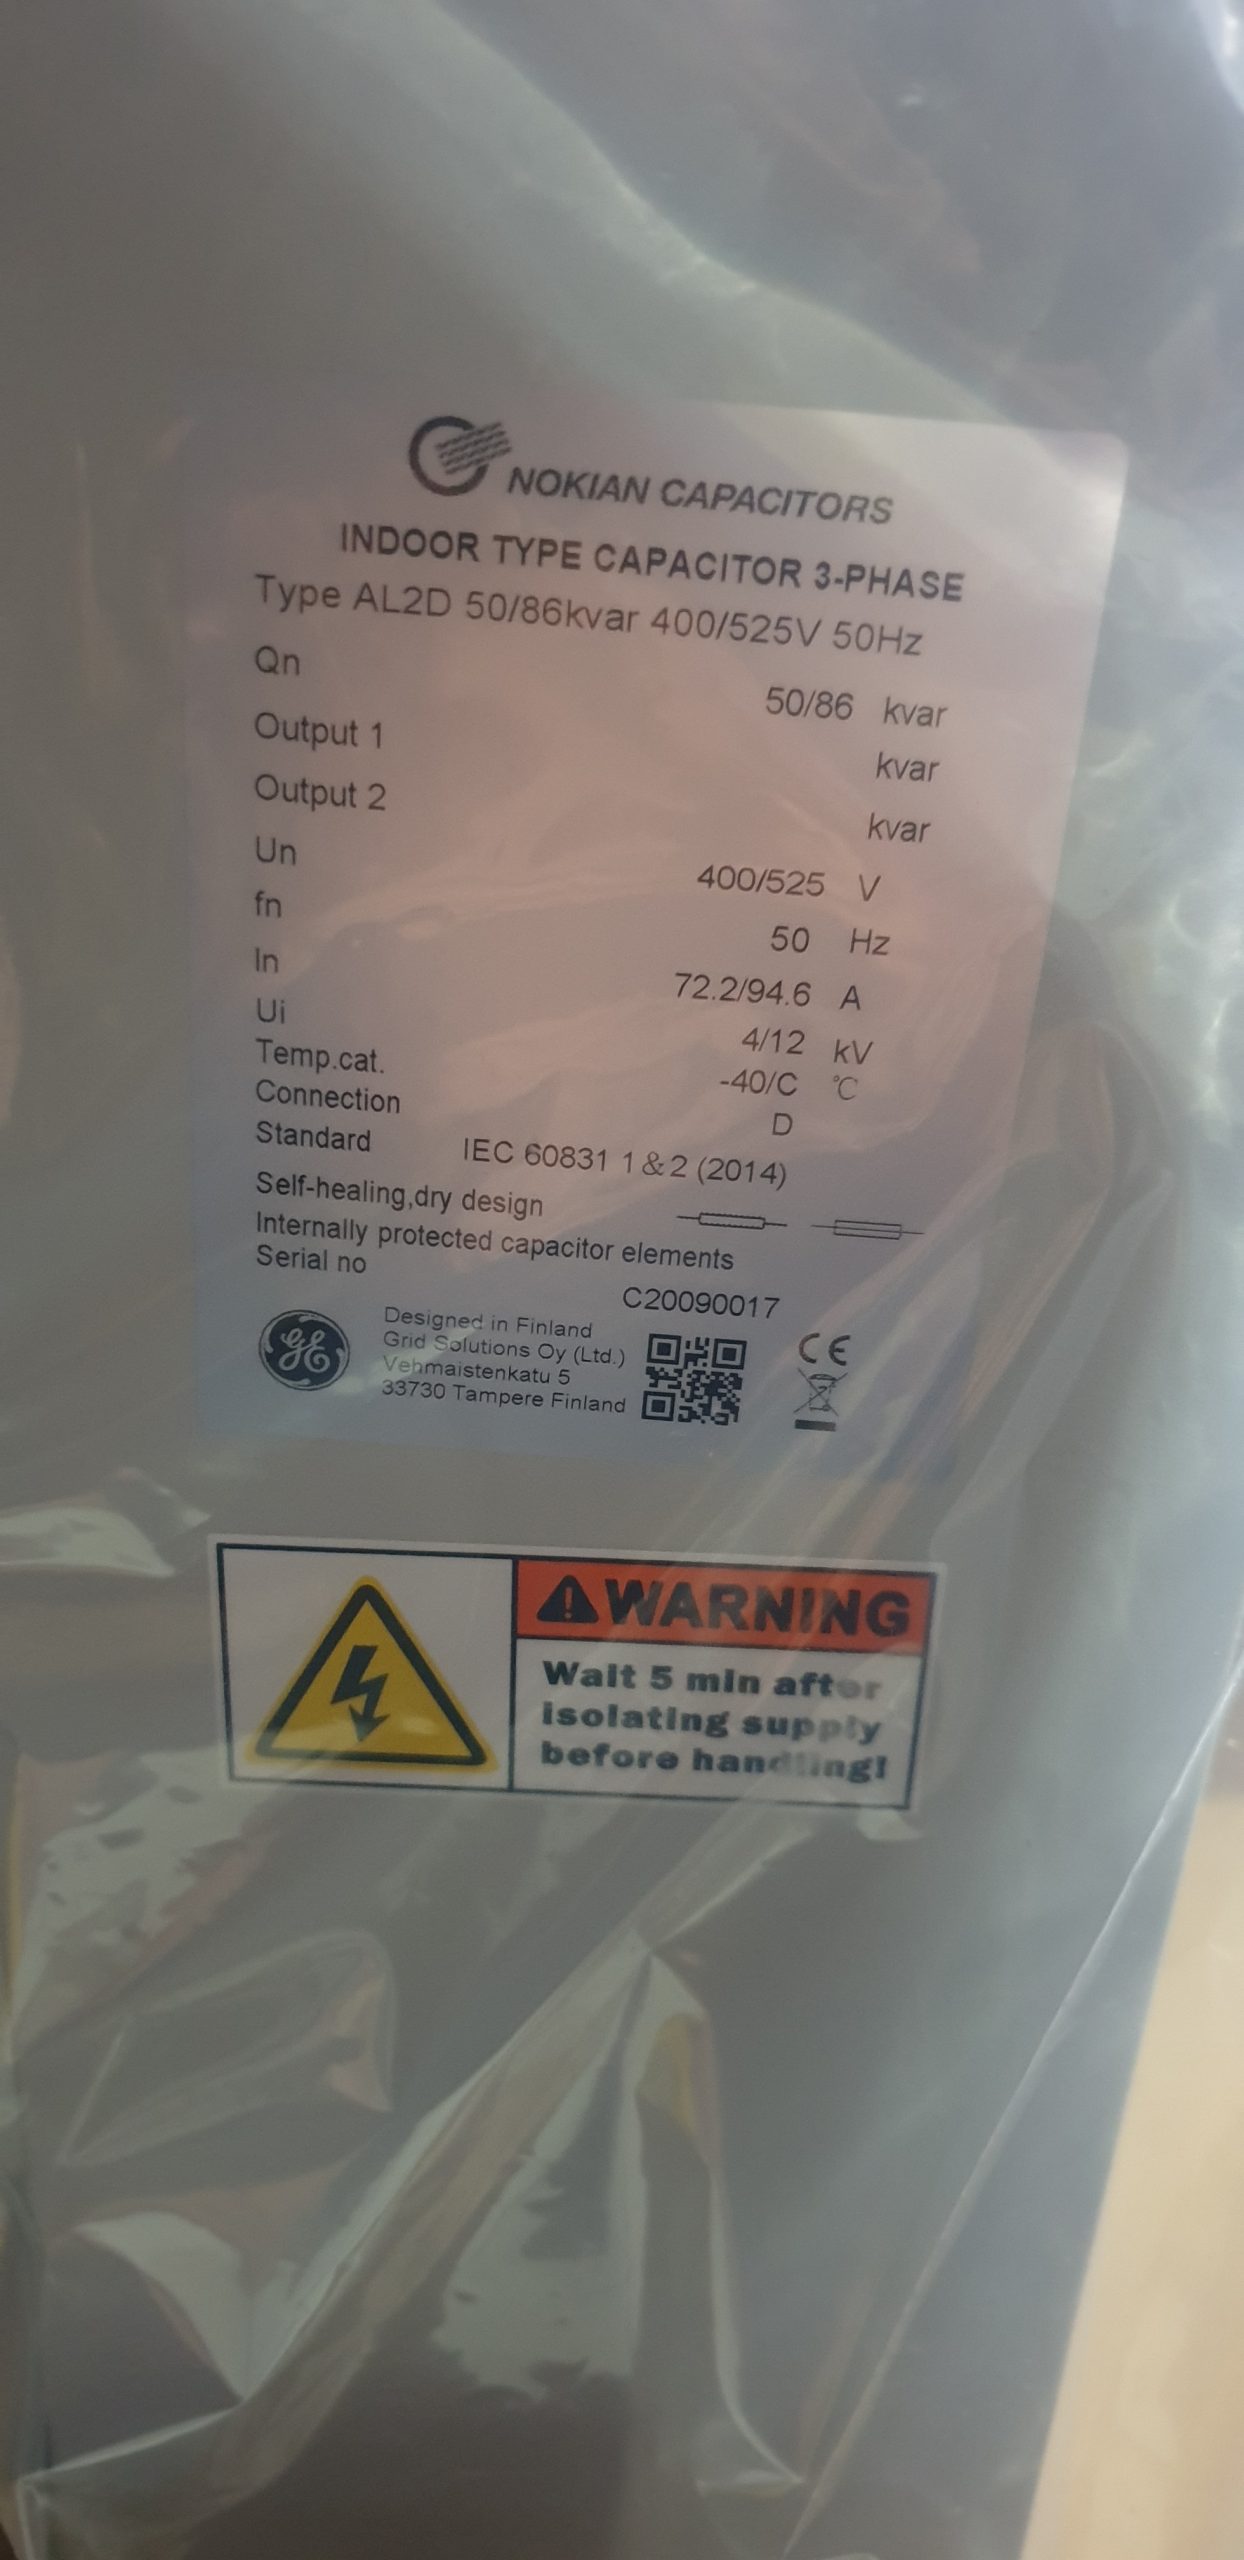 NOKIAN CAPACITORS
INDOOR TYPE CAPACITOR 3-PHASE
Type AL2D 50/86kvar 400/525V 50Hz
Qn 50/86 kvar
Output 1 kvar
Output 2 kvar
Un 400/525 V
fn 50 Hz
In 72.2/94.6 A
Ui 4/12 kV
Temp.cat. -40/C °C
Connection D
Standard IEC 60831 1&2 (2014)
Self-healing,dry design
Internally protected capacitor elements
Serial no C20090017
GE
Designed in Finland
Grid Solutions Oy (Ltd.)
Vehmaistenkatu 5
33730 Tampere Finland
CE
WARNING
Wait 5 min after
isolating supply
before handling!